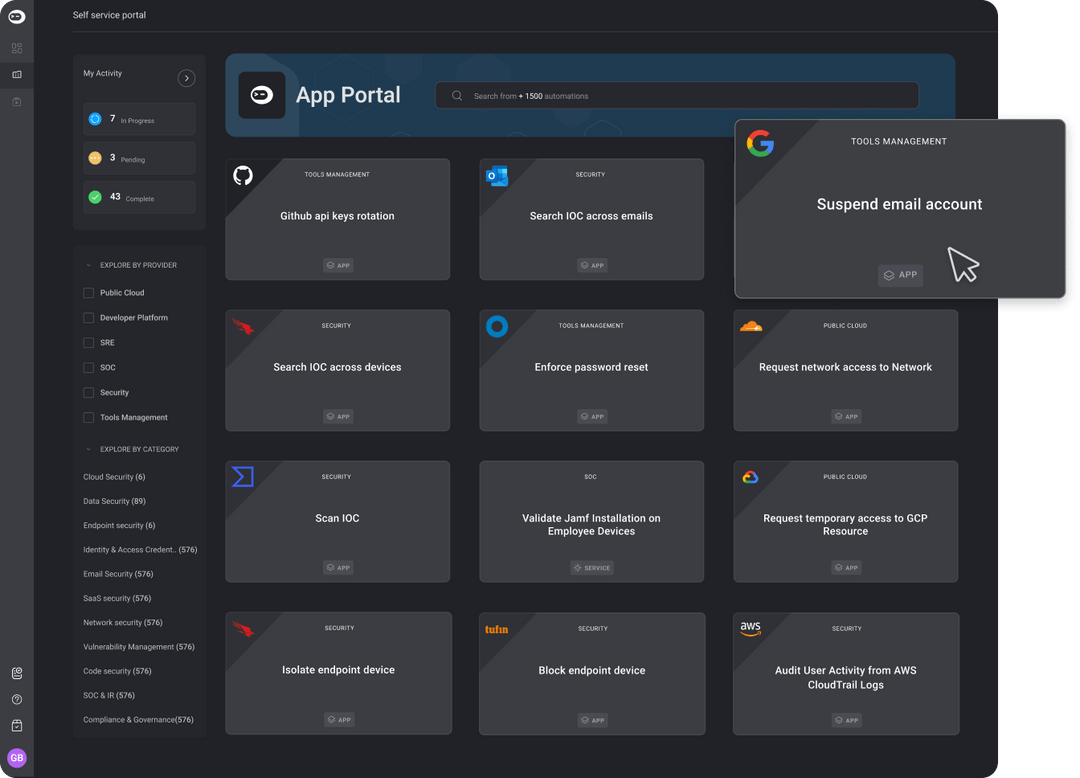 Self service portal
My Activity
7 In Progress
3 Pending
43 Complete
EXPLORE BY PROVIDER
Public Cloud
Developer Platform
SRE
SOC
Security
Tools Management
EXPLORE BY CATEGORY
Cloud Security (6)
Data Security (89)
Endpoint security (6)
Identity & Access Credent.. (576)
Email Security (576)
SaaS security (576)
Network security (576)
Vulnerability Management (576)
Code security (576)
SOC & IR (576)
Compliance & Governance(576)
GB
App Portal
Search from + 1500 automations
TOOLS MANAGEMENT
Github api keys rotation
APP
SECURITY
Search IOC across emails
APP
TOOLS MANAGEMENT
Suspend email account
APP
SECURITY
Search IOC across devices
APP
TOOLS MANAGEMENT
Enforce password reset
APP
PUBLIC CLOUD
Request network access to Network
APP
SECURITY
Scan IOC
APP
SOC
Validate Jamf Installation on
Employee Devices
SERVICE
PUBLIC CLOUD
Request temporary access to GCP
Resource
APP
SECURITY
Isolate endpoint device
APP
tufin
SECURITY
Block endpoint device
APP
aws
SECURITY
Audit User Activity from AWS
CloudTrail Logs
APP